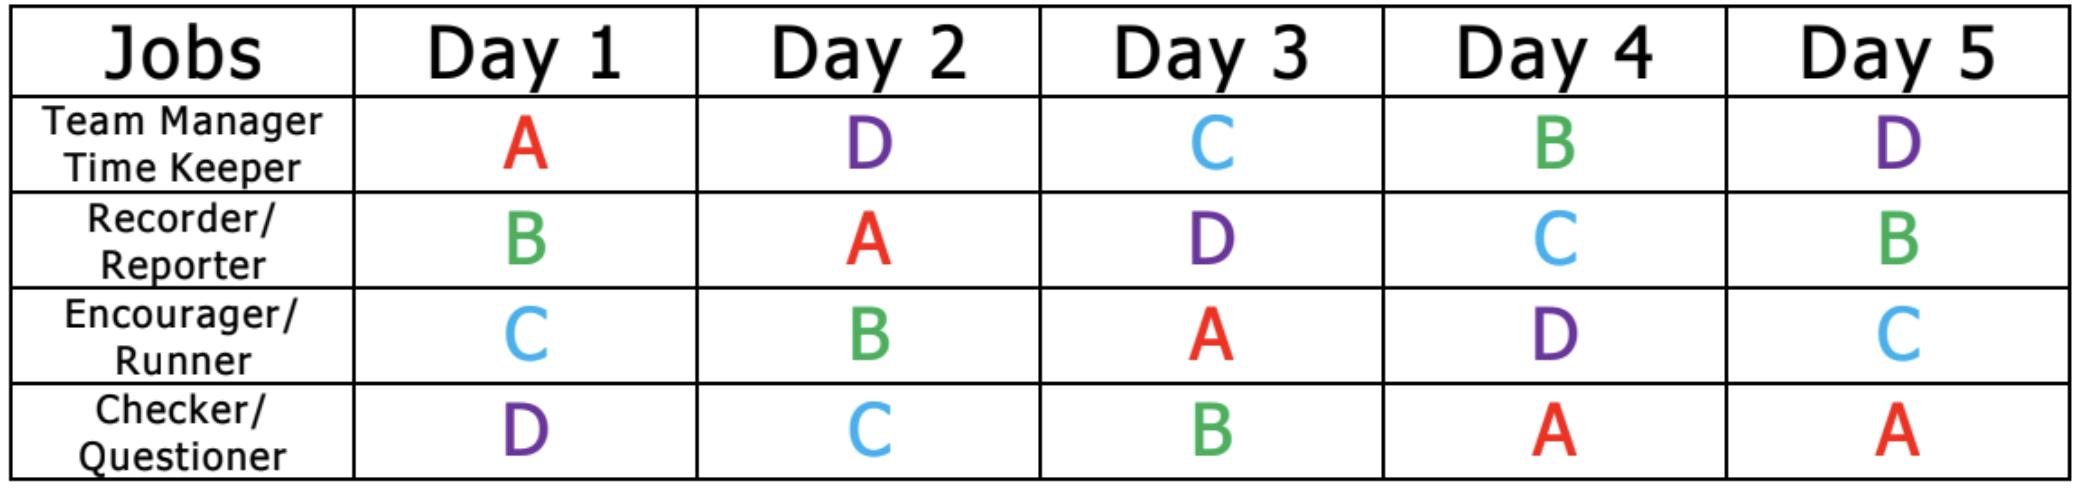 Jobs Day 1 Day 2 Day 3 Day 4 Day 5
Team Manager
Time Keeper
A D C B D
Recorder/
Reporter
B A D C B
Encourager/
Runner
C B A D C
Checker/
Questioner
D C B A A